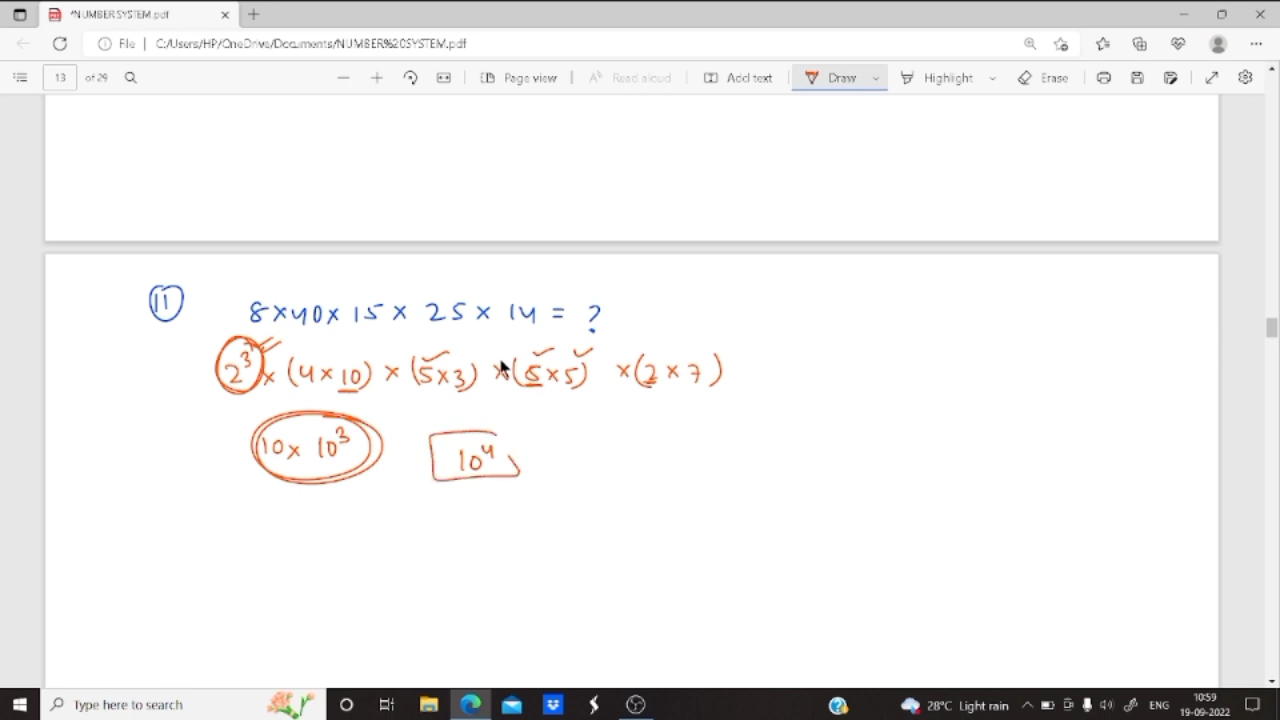 *NUMBER SYSTEM.pdf
File | C:/Users/HP/OneDrive/Documents/NUMBER%20SYSTEM.pdf
13 of 29 Page view Read aloud Add text Draw Highlight Erase
11 8×40×15× 25× 14 = ?
2³ × (4×10) × (5×3) × (5×5) ×(2×7)
10× 10³ 10⁴
Type here to search 28°C Light rain ENG 10:59
19-09-2022